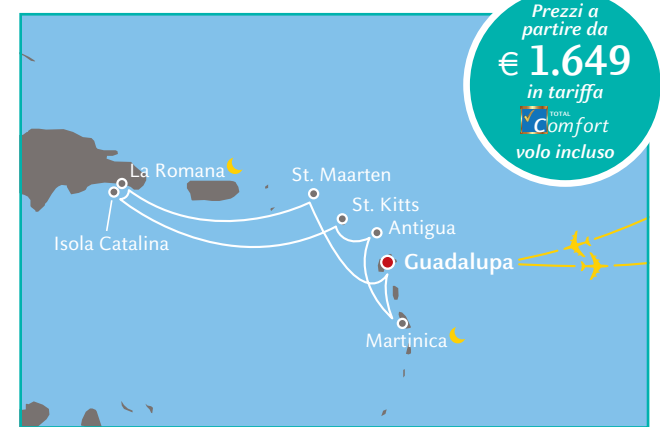 Prezzi a
partire da
€ 1.649
in tariffa
TOTAL
Comfort
volo incluso
La Romana
St. Maarten
St. Kitts
Antigua
Isola Catalina
Guadalupa
Martinica